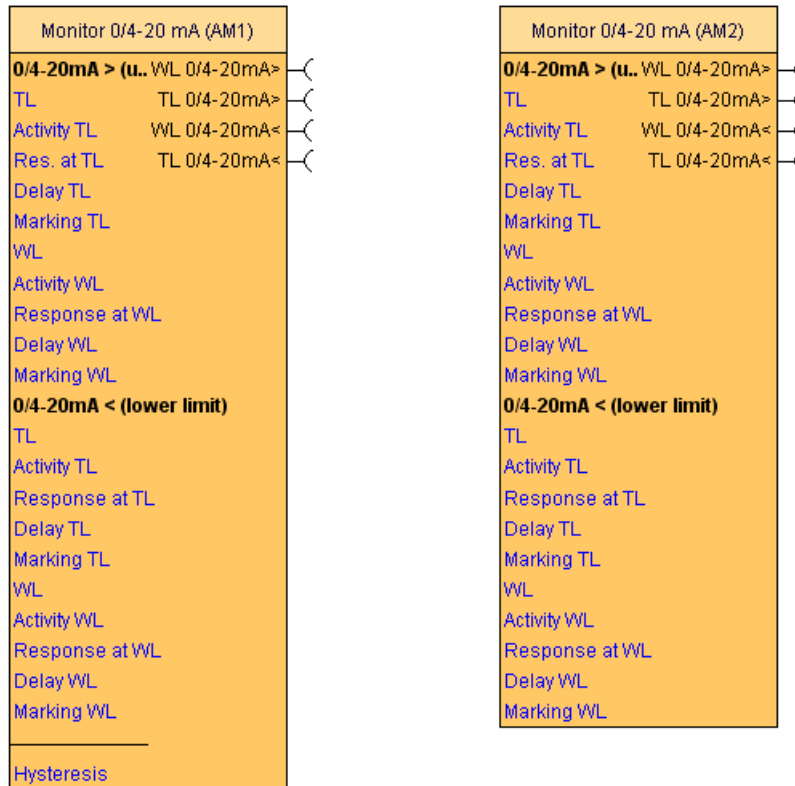 Monitor 0/4-20 mA (AM1)
0/4-20mA > (u.. WL 0/4-20mA>
TL TL 0/4-20mA>
Activity TL WL 0/4-20mA<
Res. at TL TL 0/4-20mA<
Delay TL
Marking TL
WL
Activity WL
Response at WL
Delay WL
Marking WL
0/4-20mA < (lower limit)
TL
Activity TL
Response at TL
Delay TL
Marking TL
WL
Activity WL
Response at WL
Delay WL
Marking WL
Hysteresis
Monitor 0/4-20 mA (AM2)
0/4-20mA > (u.. WL 0/4-20mA>
TL TL 0/4-20mA>
Activity TL WL 0/4-20mA<
Res. at TL TL 0/4-20mA<
Delay TL
Marking TL
WL
Activity WL
Response at WL
Delay WL
Marking WL
0/4-20mA < (lower limit)
TL
Activity TL
Response at TL
Delay TL
Marking TL
WL
Activity WL
Response at WL
Delay WL
Marking WL